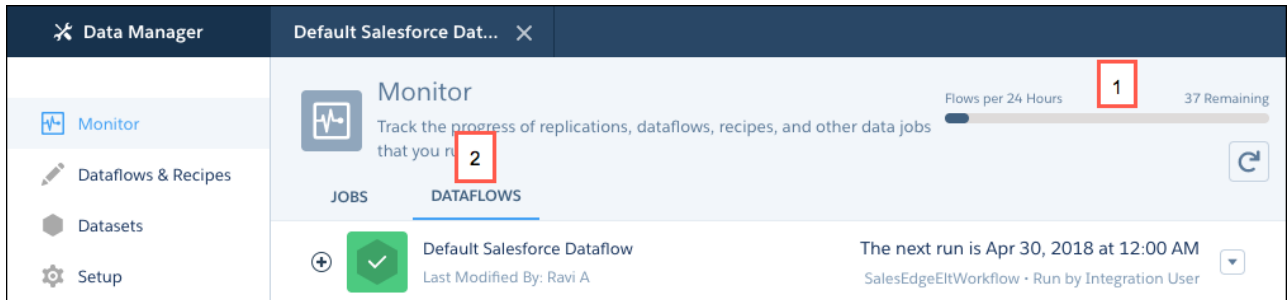 Data Manager
Default Salesforce Dat...
Monitor
Dataflows & Recipes
Datasets
Setup
Monitor
Track the progress of replications, dataflows, recipes, and other data jobs
that you ru
Flows per 24 Hours
1
37 Remaining
2
JOBS
DATAFLOWS
Default Salesforce Dataflow
Last Modified By: Ravi A
The next run is Apr 30, 2018 at 12:00 AM
SalesEdgeEltWorkflow • Run by Integration User